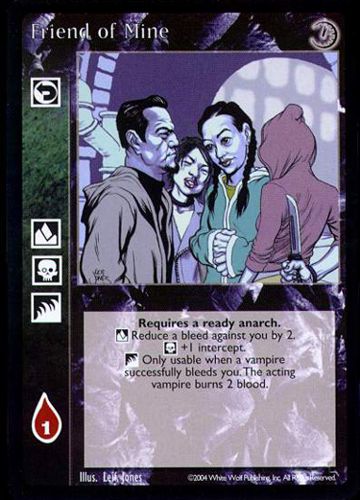 Friend of Mine
Requires a ready anarch.
Reduce a bleed against you by 2.
+1 intercept.
Only usable when a vampire
successfully bleeds you. The acting
vampire burns 2 blood.
1
Illus. Leif Jones
©2004 White Wolf Publishing, Inc. All Rights Reserved.